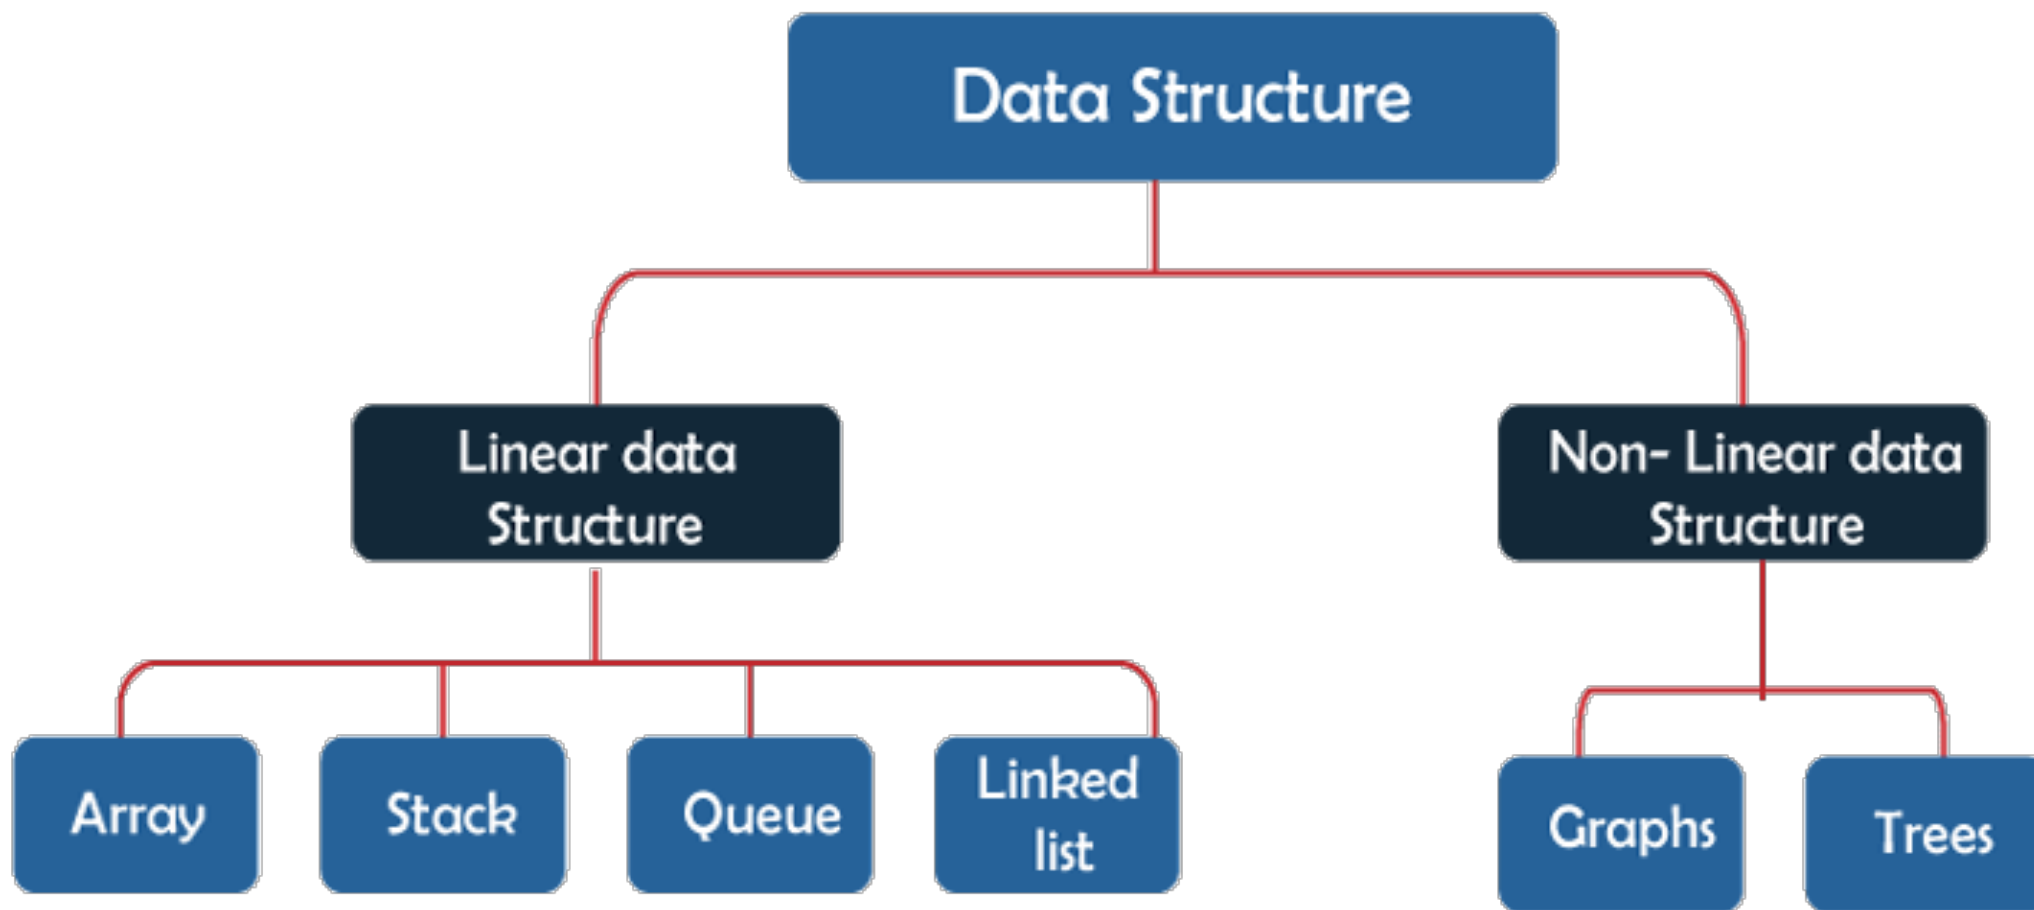 Data Structure
Linear data
Structure
Non- Linear data
Structure
Array
Stack
Queue
Linked
list
Graphs
Trees